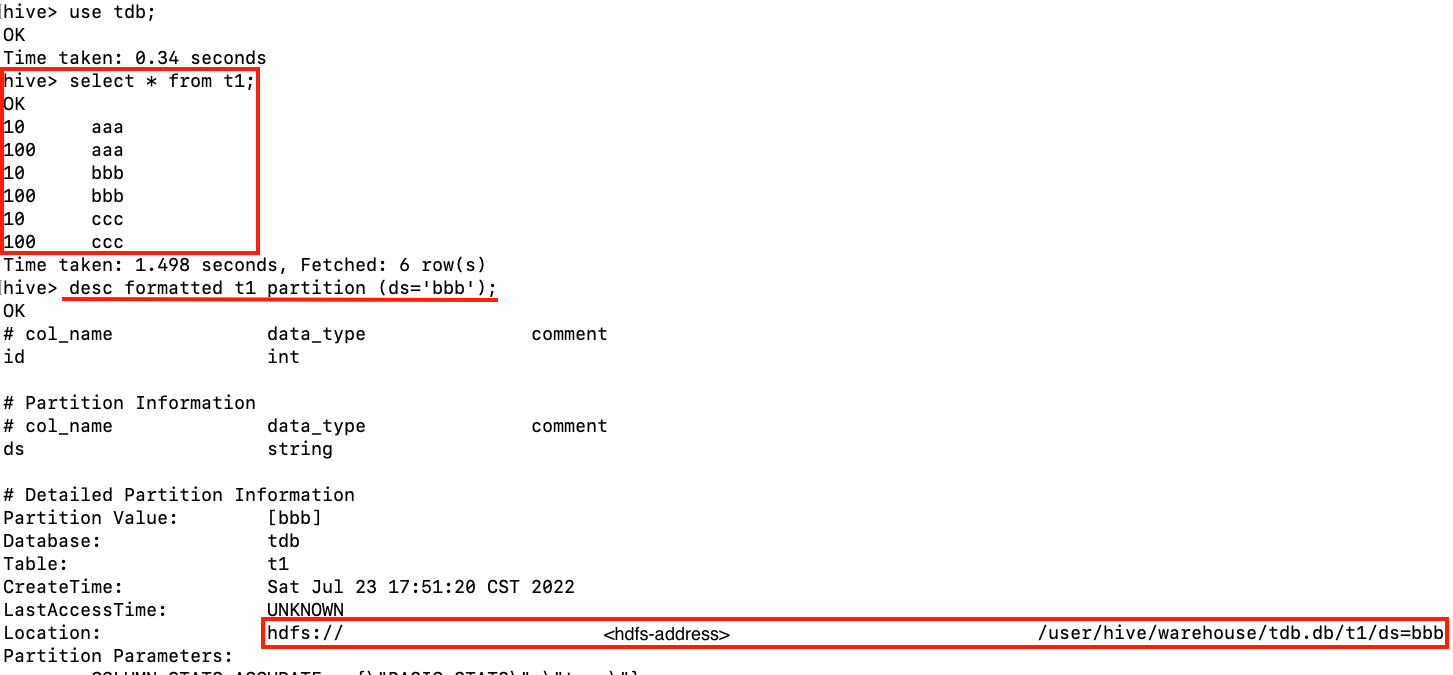 hive> use tdb;
OK
Time taken: 0.34 seconds
hive> select * from t1;
OK
10 aaa
100 aaa
10 bbb
100 bbb
10 ccc
100 ccc
Time taken: 1.498 seconds, Fetched: 6 row(s)
hive> desc formatted t1 partition (ds='bbb');
OK
# col_name data_type comment
id int
# Partition Information
# col_name data_type comment
ds string
# Detailed Partition Information
Partition Value: [bbb]
Database: tdb
Table: t1
CreateTime: Sat Jul 23 17:51:20 CST 2022
LastAccessTime: UNKNOWN
Location: hdfs:// <hdfs-address> /user/hive/warehouse/tdb.db/t1/ds=bbb
Partition Parameters: